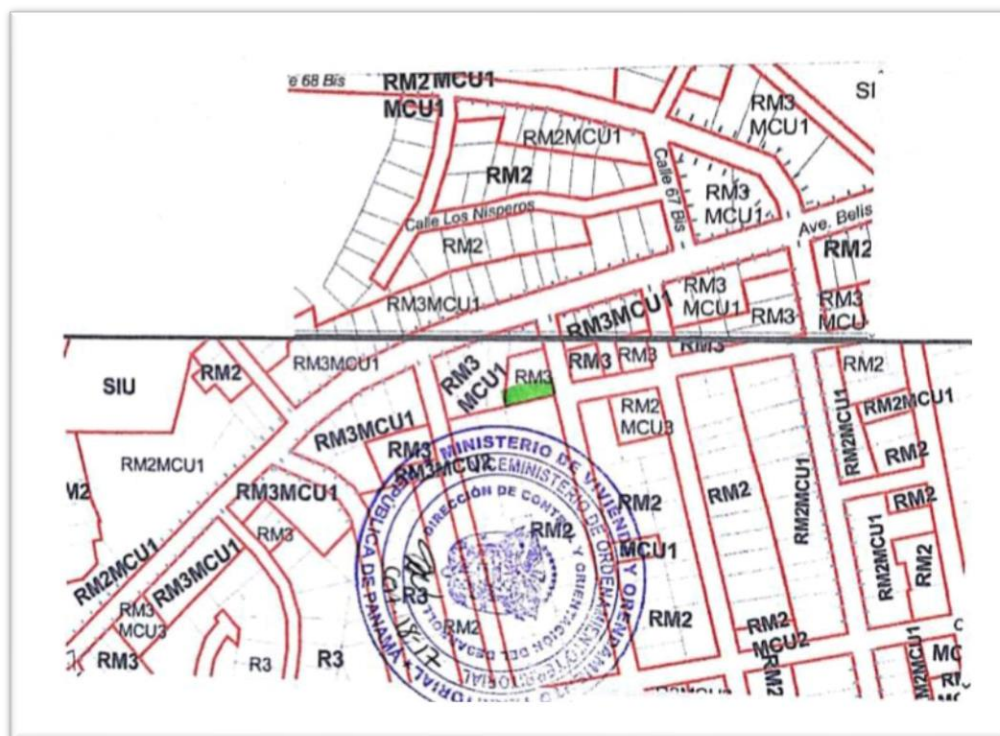 e 68 Bis
RM2 MCU1
MCU1
RM3
MCU1
SI
RM2MCU1
RM2
Calle 67 Bis
RM3
MCU1
Calle Los Nisperos
Ave. Belis
RM2
RM2
RM3MCU1
RM3MCU1
RM3
MCU1
RM3
RM3
MCU
RM3MCU1
RM3
MCU1
RM3
RM3
RM3
RM3
RM2
SIU
RM2
RM3MCU1
RM2
MCU3
RM2MCU1
RM2MCU1
RM2MCU1
RM3
RM3MCU2
RM2
M2
RM3MCU1
RM2
RM2
RM2MCU1
RM2
RM3
RM2
MCU1
RM2MCU1
RM2
RM2MCU1
RM3MCU1
RM3
MCU3
R3
RM2
RM2
RM2
MCU2
RM3
R3
R3
RM2
M2MCU1
MC
MINISTERIO DE VIVIENDA Y ORDENAMIENTO TERRITORIAL
REPÚBLICA DE PANAMÁ
VICEMINISTERIO DE ORDENAMIENTO TERRITORIAL
DIRECCIÓN DE CONTROL Y ORIENTACIÓN DEL DESARROLLO